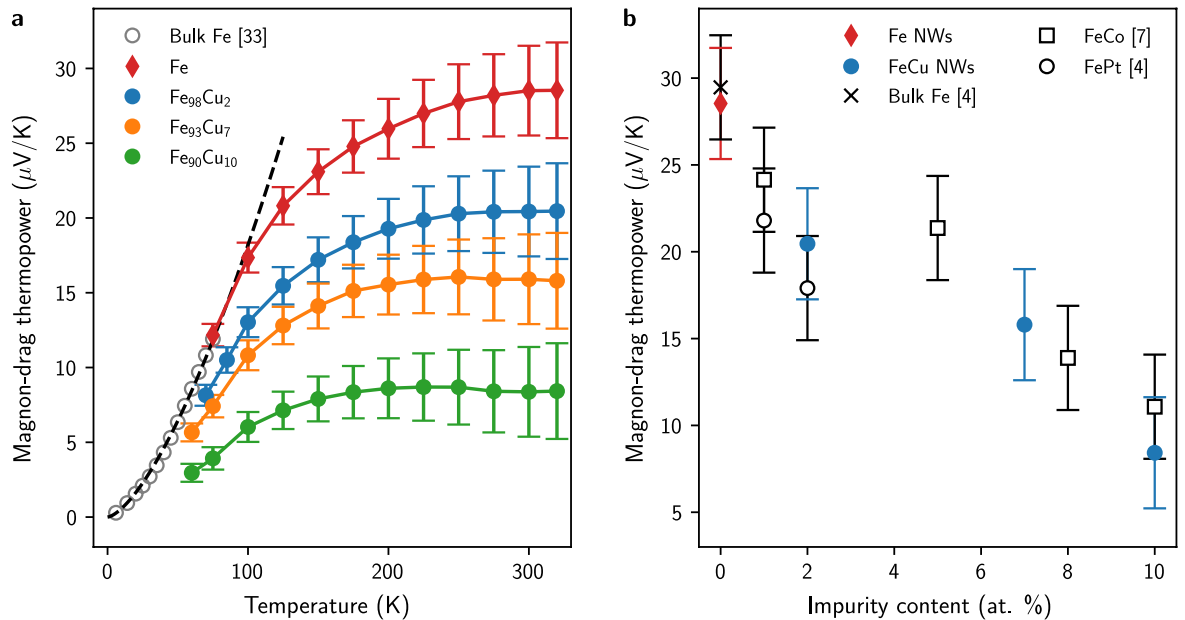 a
Bulk Fe [33]
Fe
Fe₉₈Cu₂
Fe₉₃Cu₇
Fe₉₀Cu₁₀
Magnon-drag thermopower (μV/K)
30
25
20
15
10
5
0
0 100 200 300
Temperature (K)
b
Fe NWs
FeCu NWs
Bulk Fe [4]
FeCo [7]
FePt [4]
Magnon-drag thermopower (μV/K)
30
25
20
15
10
5
0 2 4 6 8 10
Impurity content (at. %)